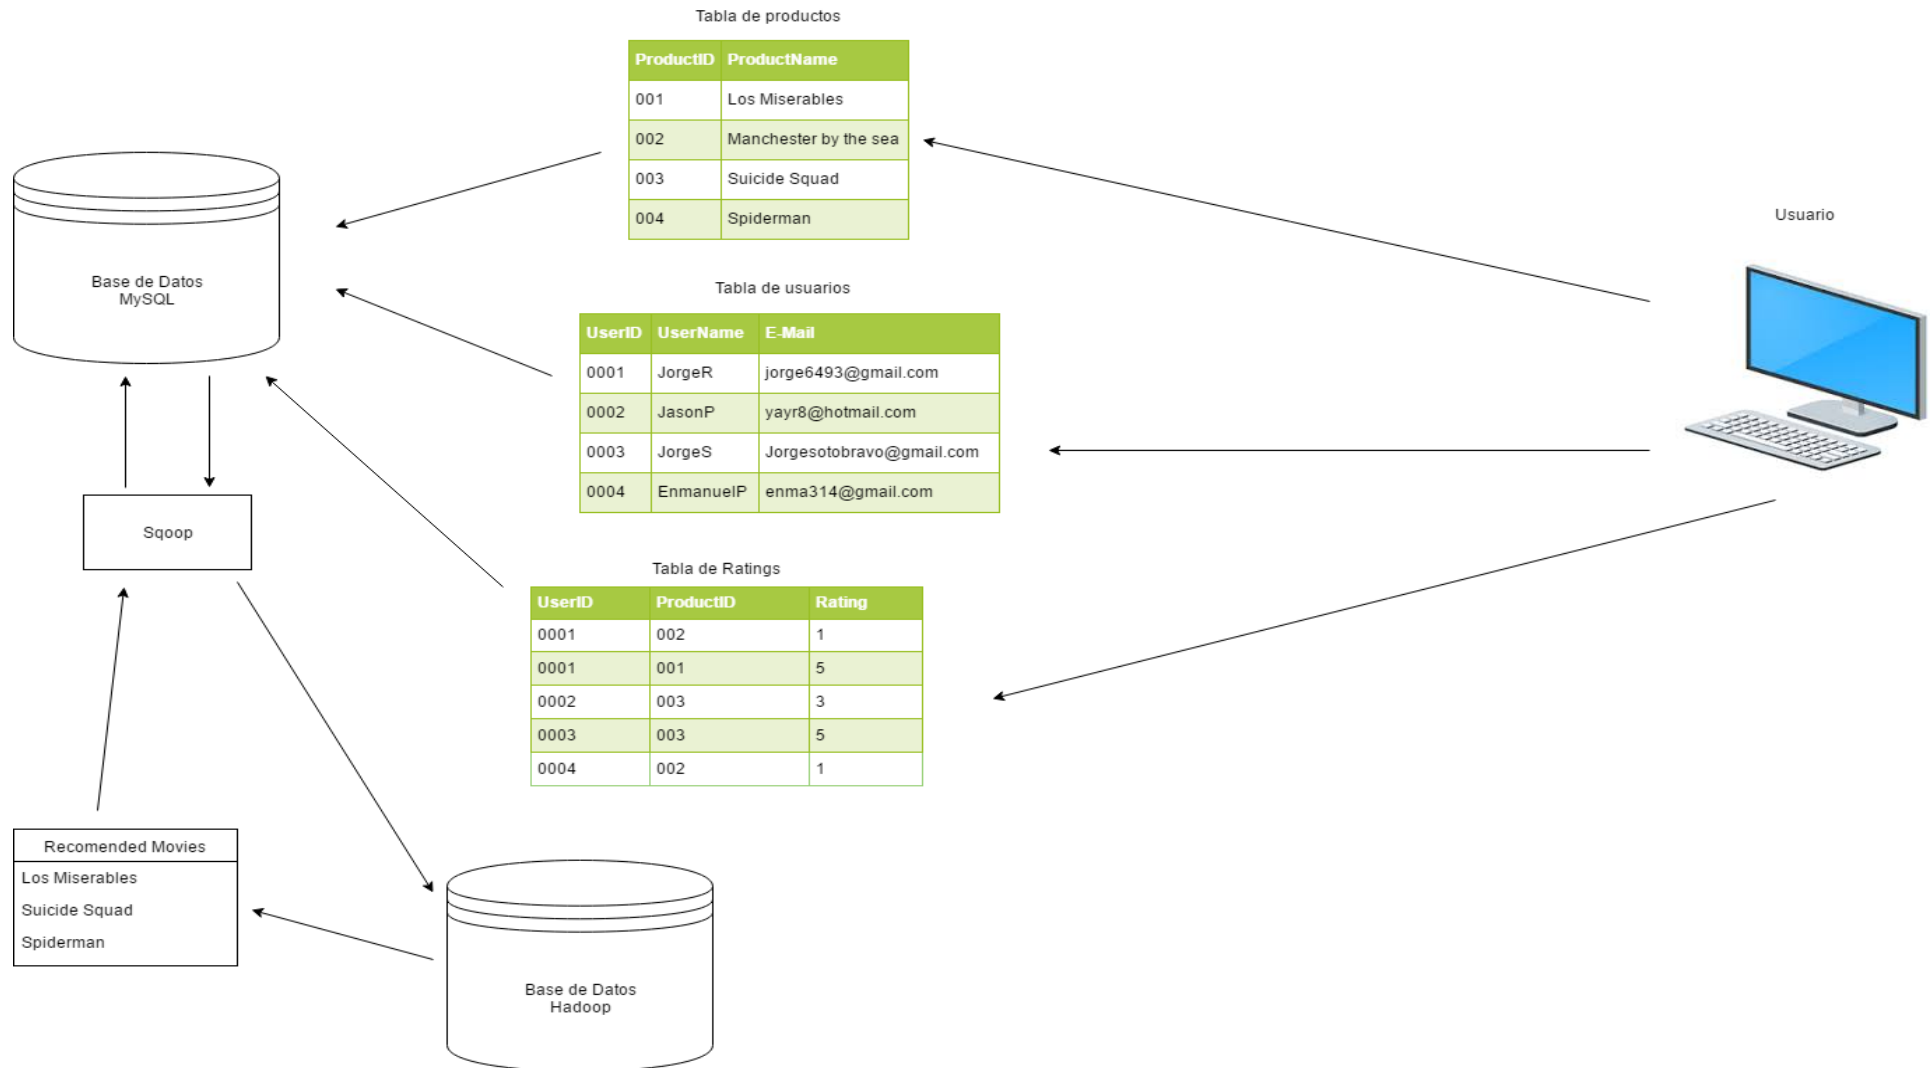 Tabla de productos
ProductID ProductName
001 Los Miserables
002 Manchester by the sea
003 Suicide Squad
004 Spiderman
Usuario
Base de Datos
MySQL
Tabla de usuarios
UserID UserName E-Mail
0001 JorgeR jorge6493@gmail.com
0002 JasonP yayr8@hotmail.com
0003 JorgeS Jorgesotobravo@gmail.com
0004 EnmanuelP enma314@gmail.com
Sqoop
Tabla de Ratings
UserID ProductID Rating
0001 002 1
0001 001 5
0002 003 3
0003 003 5
0004 002 1
Recomended Movies
Los Miserables
Suicide Squad
Spiderman
Base de Datos
Hadoop